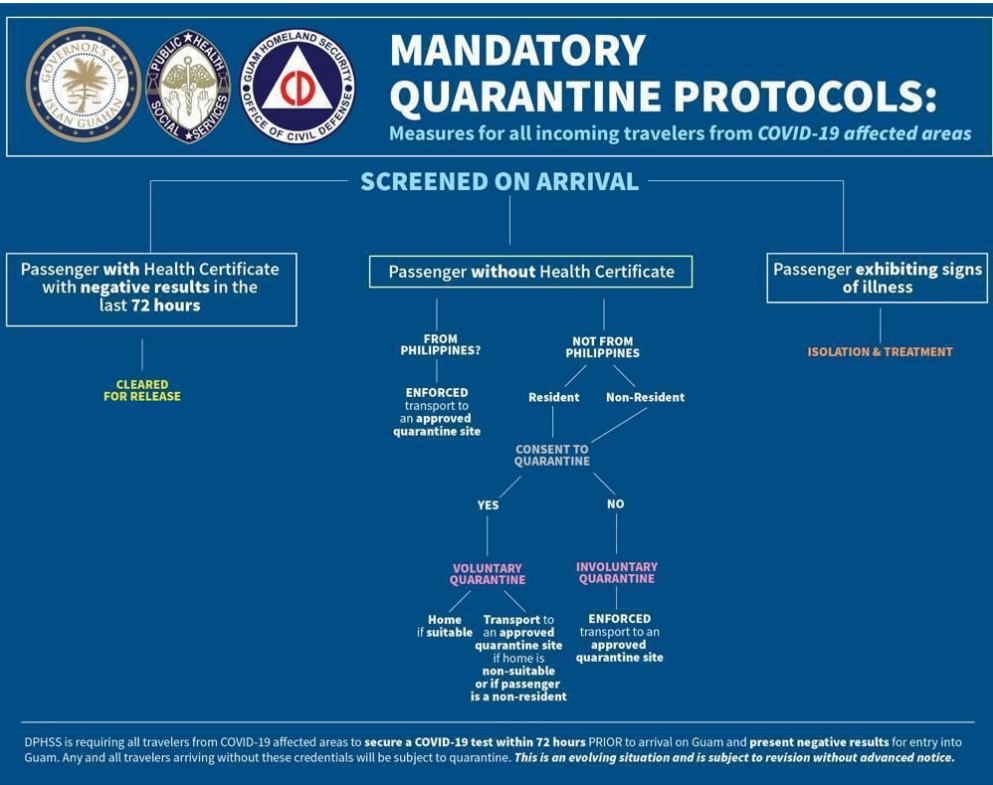 GOVERNOR'S SEAL
ISLAN GUAHAN
PUBLIC HEALTH
SOCIAL SERVICES
GUAM HOMELAND SECURITY
OFFICE OF CIVIL DEFENSE
CD
MANDATORY
QUARANTINE PROTOCOLS:
Measures for all incoming travelers from COVID-19 affected areas
SCREENED ON ARRIVAL
Passenger with Health Certificate
with negative results in the
last 72 hours
CLEARED
FOR RELEASE
Passenger without Health Certificate
FROM
PHILIPPINES?
ENFORCED
transport to
an approved
quarantine site
NOT FROM
PHILIPPINES
Resident
Non-Resident
CONSENT TO
QUARANTINE
YES
NO
VOLUNTARY
QUARANTINE
Home
if suitable
Transport to
an approved
quarantine site
if home is
non-suitable
or if passenger
is a non-resident
INVOLUNTARY
QUARANTINE
ENFORCED
transport to an
approved
quarantine site
Passenger exhibiting signs
of illness
ISOLATION & TREATMENT
DPHSS is requiring all travelers from COVID-19 affected areas to secure a COVID-19 test within 72 hours PRIOR to arrival on Guam and present negative results for entry into
Guam. Any and all travelers arriving without these credentials will be subject to quarantine. This is an evolving situation and is subject to revision without advanced notice.